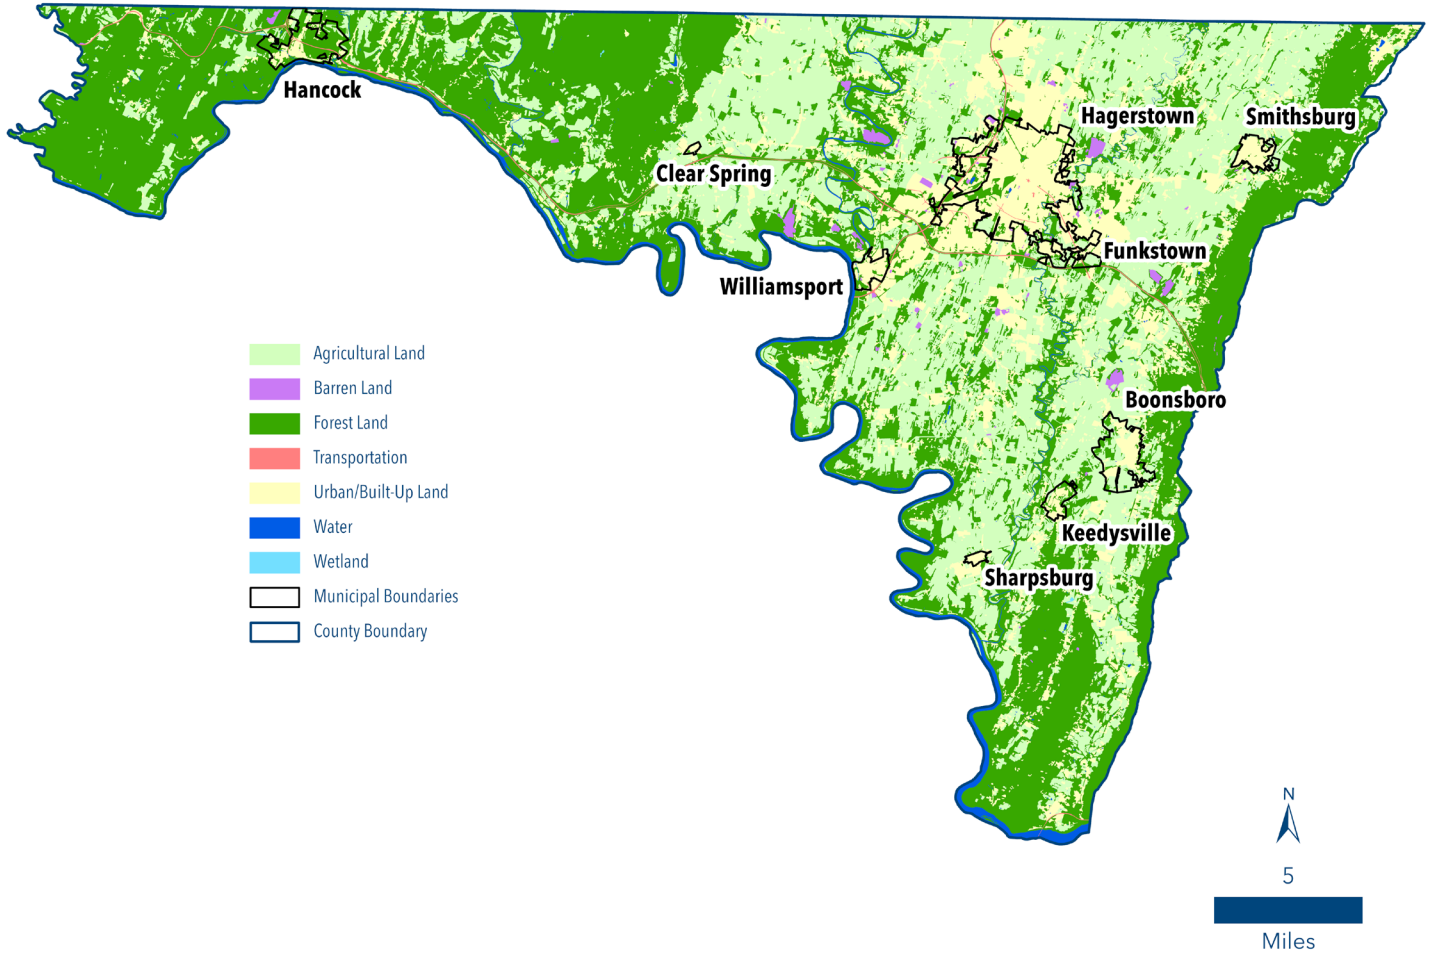 Hancock
Hagerstown
Smithsburg
Clear Spring
Funkstown
Williamsport
Agricultural Land
Barren Land
Forest Land
Transportation
Urban/Built-Up Land
Water
Wetland
Municipal Boundaries
County Boundary
Boonsboro
Keedysville
Sharpsburg
N
5
Miles